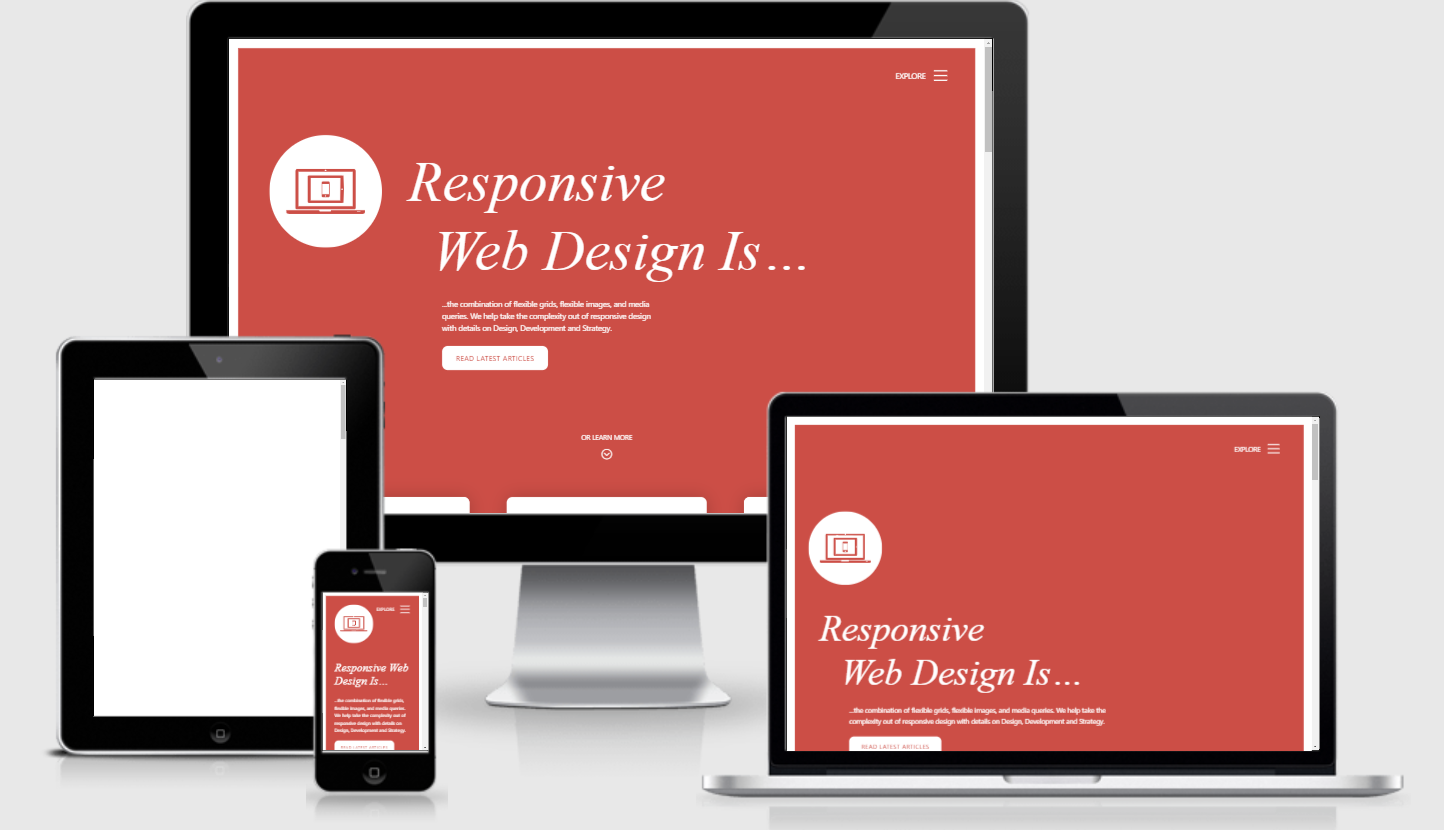 EXPLORE
Responsive
Web Design Is...
...the combination of flexible grids, flexible images, and media
queries. We help take the complexity out of responsive design
with details on Design, Development and Strategy.
READ LATEST ARTICLES
OR LEARN MORE
EXPLORE
Responsive
Web Design Is...
...the combination of flexible grids, flexible images, and media queries. We help take the
complexity out of responsive design with details on Design, Development and Strategy.
READ LATEST ARTICLES
EXPLORE
Responsive Web
Design Is...
...the combination of flexible grids,
flexible images, and media queries.
We help take the complexity out of
responsive design with details on
Design, Development and Strategy.
READ LATEST ARTICLES